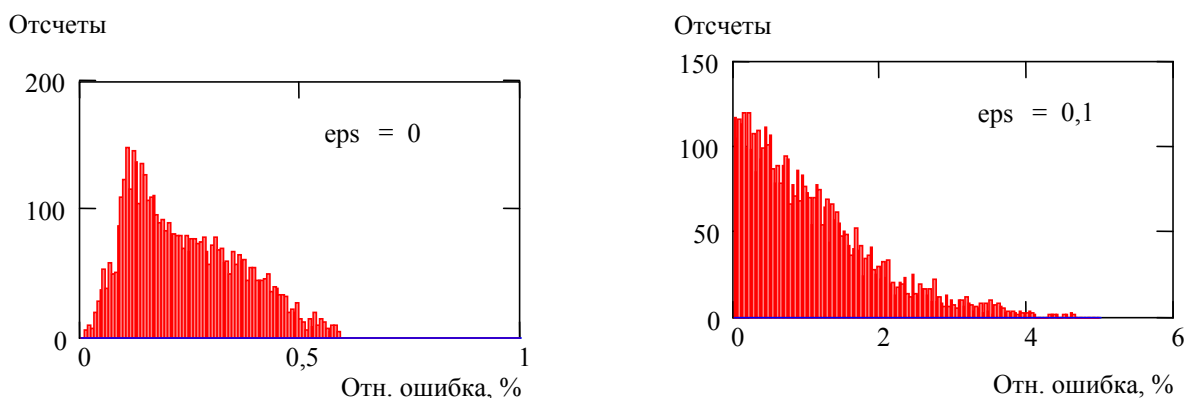 Отсчеты
200
eps = 0
100
0
0 0,5 1
Отн. ошибка, %
Отсчеты
150
eps = 0,1
100
50
0
0 2 4 6
Отн. ошибка, %